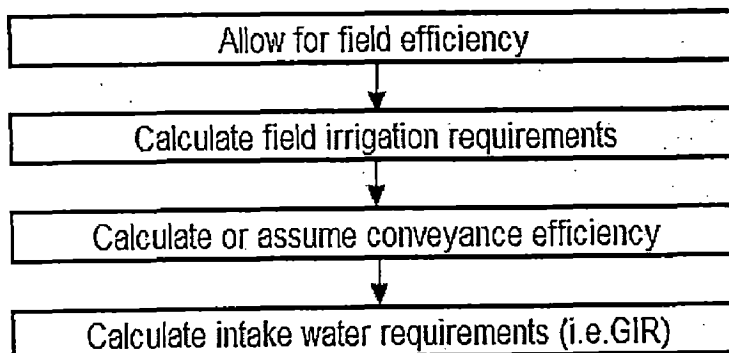 Allow for field efficiency
Calculate field irrigation requirements
Calculate or assume conveyance efficiency
Calculate intake water requirements (i.e.GIR)